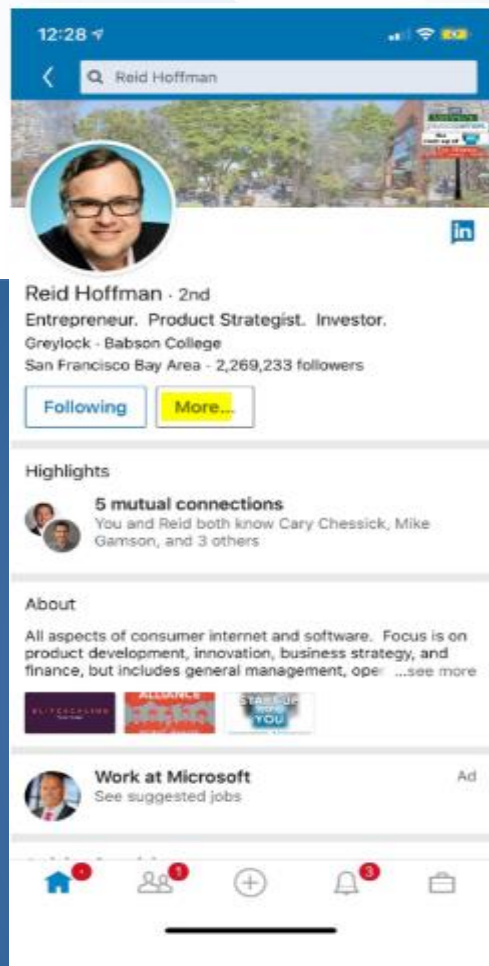 12:28
Reid Hoffman
in
Reid Hoffman · 2nd
Entrepreneur. Product Strategist. Investor.
Greylock · Babson College
San Francisco Bay Area · 2,269,233 followers
Following
More...
Highlights
5 mutual connections
You and Reid both know Cary Chessick, Mike
Gamson, and 3 others
About
All aspects of consumer internet and software. Focus is on
product development, innovation, business strategy, and
finance, but includes general management, oper ...see more
BLITZSCALING
ALLIANCE
START-UP
YOU
Work at Microsoft
Ad
See suggested jobs
1
3